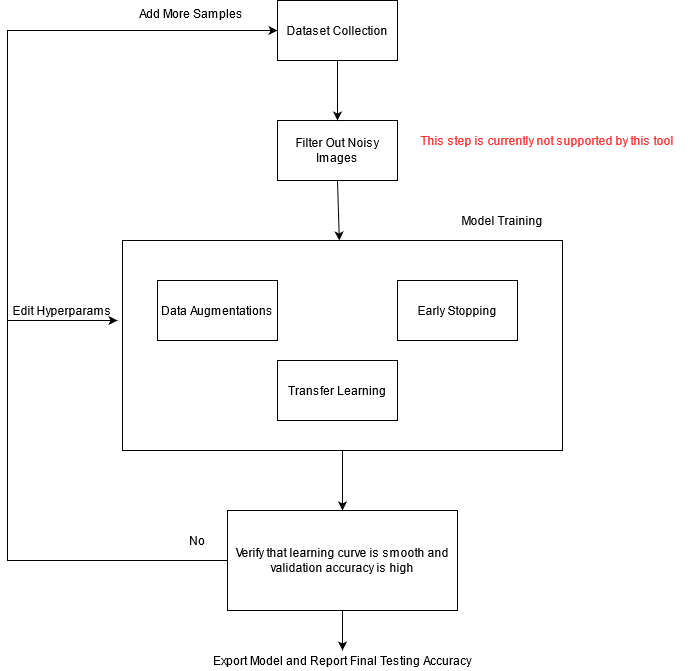 Add More Samples
Dataset Collection
Filter Out Noisy
Images
This step is currently not supported by this tool
Model Training
Edit Hyperparams
Data Augmentations
Early Stopping
Transfer Learning
No
Verify that learning curve is smooth and
validation accuracy is high
Export Model and Report Final Testing Accuracy